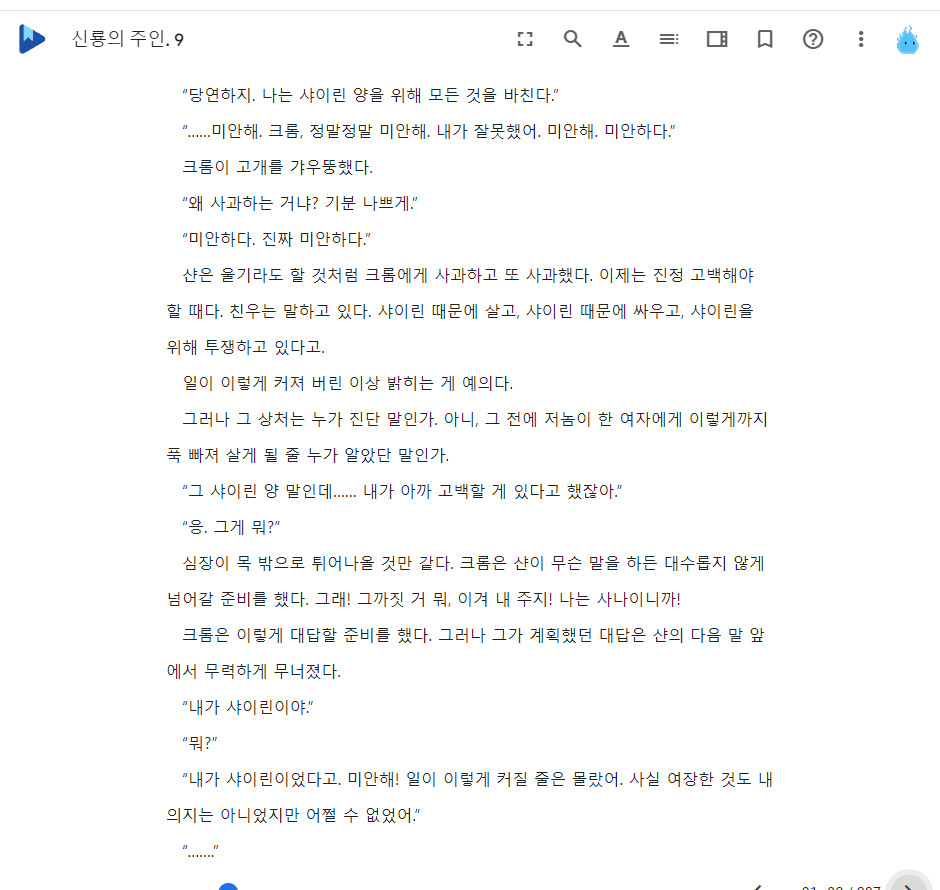 신룡의 주인. 9
“당연하지. 나는 샤이린 양을 위해 모든 것을 바친다.”
“……미안해. 크롬, 정말정말 미안해. 내가 잘못했어. 미안해. 미안하다.”
크롬이 고개를 갸우뚱했다.
“왜 사과하는 거냐? 기분 나쁘게.”
“미안하다. 진짜 미안하다.”
샨은 울기라도 할 것처럼 크롬에게 사과하고 또 사과했다. 이제는 진정 고백해야
할 때다. 친우는 말하고 있다. 샤이린 때문에 살고, 샤이린 때문에 싸우고, 샤이린을
위해 투쟁하고 있다고.
일이 이렇게 커져 버린 이상 밝히는 게 예의다.
그러나 그 상처는 누가 진단 말인가. 아니, 그 전에 저놈이 한 여자에게 이렇게까지
푹 빠져 살게 될 줄 누가 알았단 말인가.
“그 샤이린 양 말인데…… 내가 아까 고백할 게 있다고 했잖아.”
“응. 그게 뭐?”
심장이 목 밖으로 튀어나올 것만 같다. 크롬은 샨이 무슨 말을 하든 대수롭지 않게
넘어갈 준비를 했다. 그래! 그까짓 거 뭐, 이겨 내 주지! 나는 사나이니까!
크롬은 이렇게 대답할 준비를 했다. 그러나 그가 계획했던 대답은 샨의 다음 말 앞
에서 무력하게 무너졌다.
“내가 샤이린이야.”
“뭐?”
“내가 샤이린이었다고. 미안해! 일이 이렇게 커질 줄은 몰랐어. 사실 여장한 것도 내
의지는 아니었지만 어쩔 수 없었어.”
“…….”